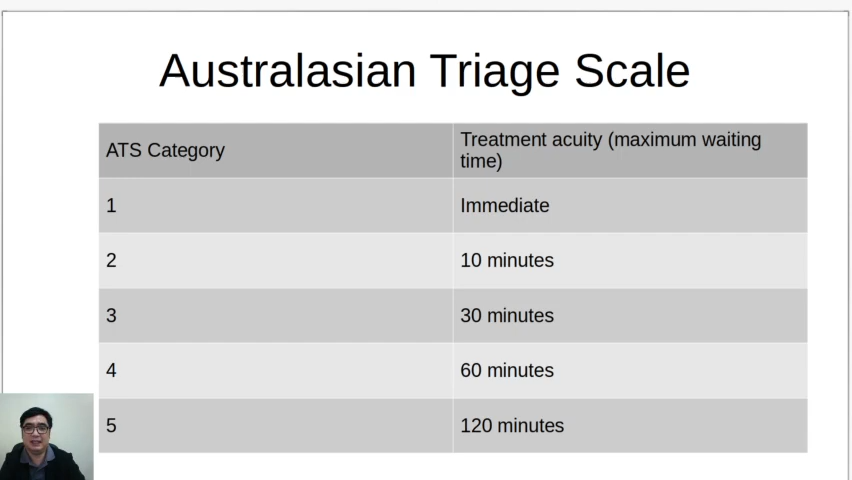 Australasian Triage Scale
ATS Category
Treatment acuity (maximum waiting
time)
1
Immediate
2
10 minutes
3
30 minutes
4
60 minutes
5
120 minutes